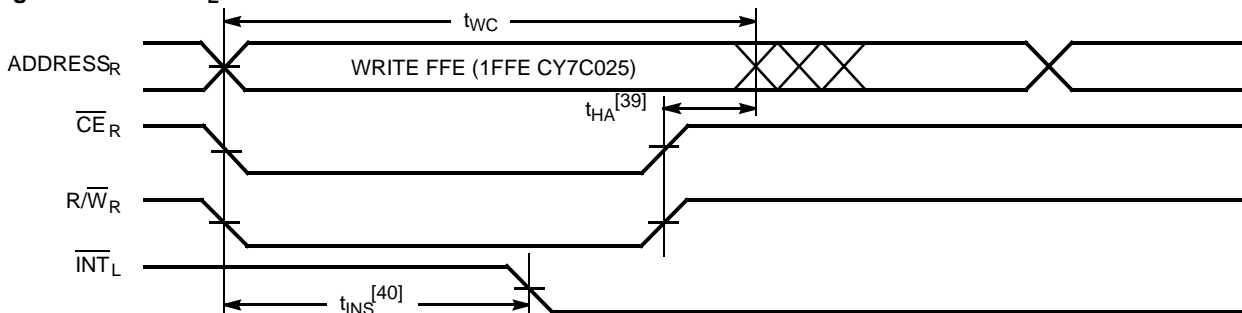 tWC
ADDRESSR
WRITE FFE (1FFE CY7C025)
tHA[39]
CER
R/WR
INTL
tINS[40]